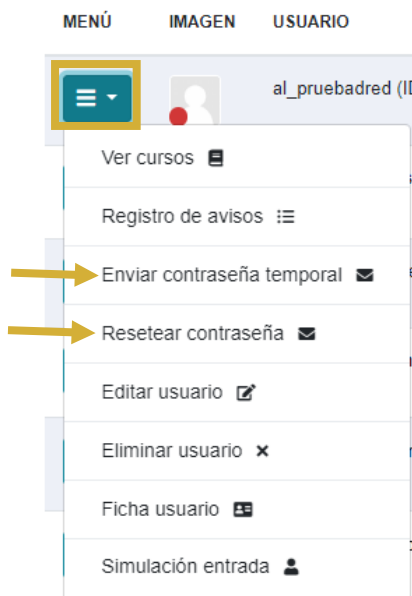 MENÚ IMAGEN USUARIO
al_pruebadred (I
Ver cursos
Registro de avisos
Enviar contraseña temporal
Resetear contraseña
Editar usuario
Eliminar usuario
Ficha usuario
Simulación entrada